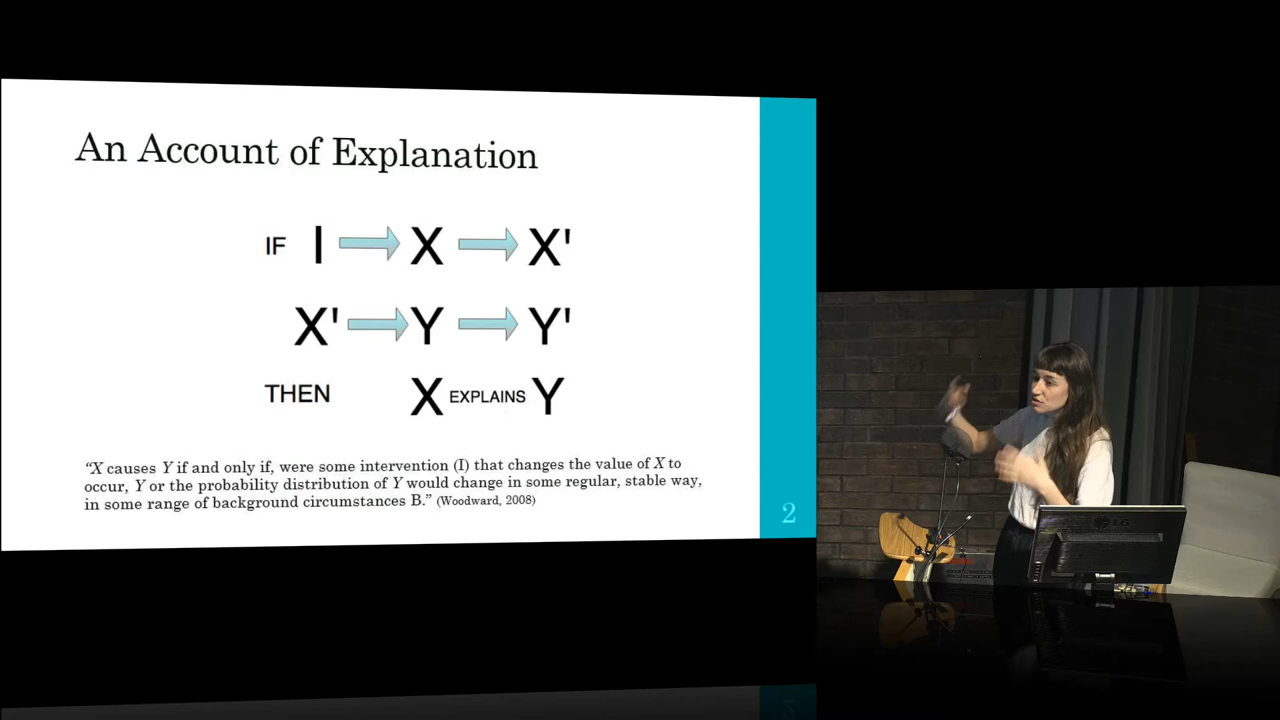 An Account of Explanation
IF I X X'
X' Y Y'
THEN X EXPLAINS Y
“X causes Y if and only if, were some intervention (I) that changes the value of X to
occur, Y or the probability distribution of Y would change in some regular, stable way,
in some range of background circumstances B.” (Woodward, 2008)
2
LG